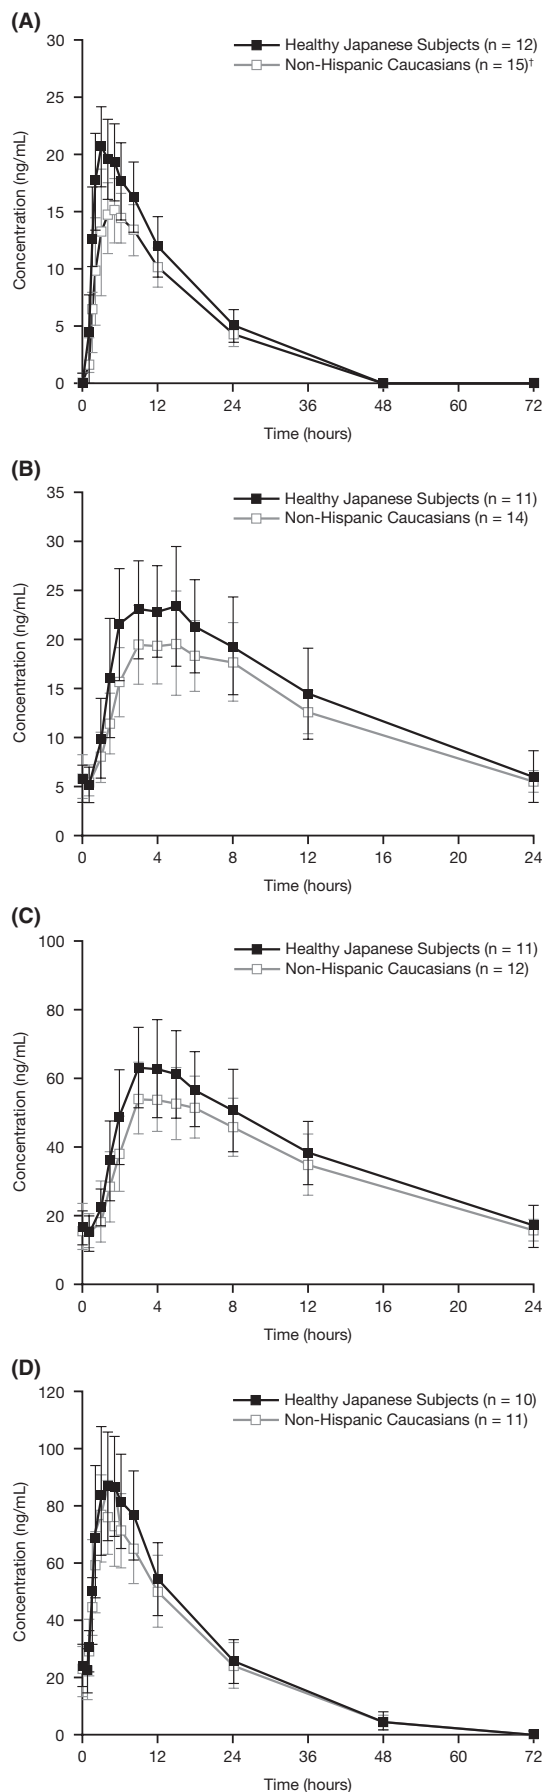 (A)
30
25
20
15
10
5
0
Concentration (ng/mL)
Healthy Japanese Subjects (n = 12)
Non-Hispanic Caucasians (n = 15)†
0 12 24 36 48 60 72
Time (hours)
(B)
35
30
25
20
15
10
5
0
Concentration (ng/mL)
Healthy Japanese Subjects (n = 11)
Non-Hispanic Caucasians (n = 14)
0 4 8 12 16 20 24
Time (hours)
(C)
100
80
60
40
20
0
Concentration (ng/mL)
Healthy Japanese Subjects (n = 11)
Non-Hispanic Caucasians (n = 12)
0 4 8 12 16 20 24
Time (hours)
(D)
120
100
80
60
40
20
0
Concentration (ng/mL)
Healthy Japanese Subjects (n = 10)
Non-Hispanic Caucasians (n = 11)
0 12 24 36 48 60 72
Time (hours)